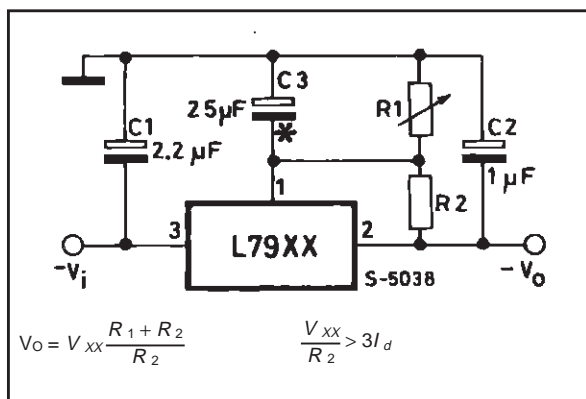 C3
25µF
*
C1
2.2 µF
R1
C2
1 µF
R2
1
3
L79XX
2
-Vi
S-5038
- Vo
VO = VXX (R1 + R2) / R2
VXX / R2 > 3Id